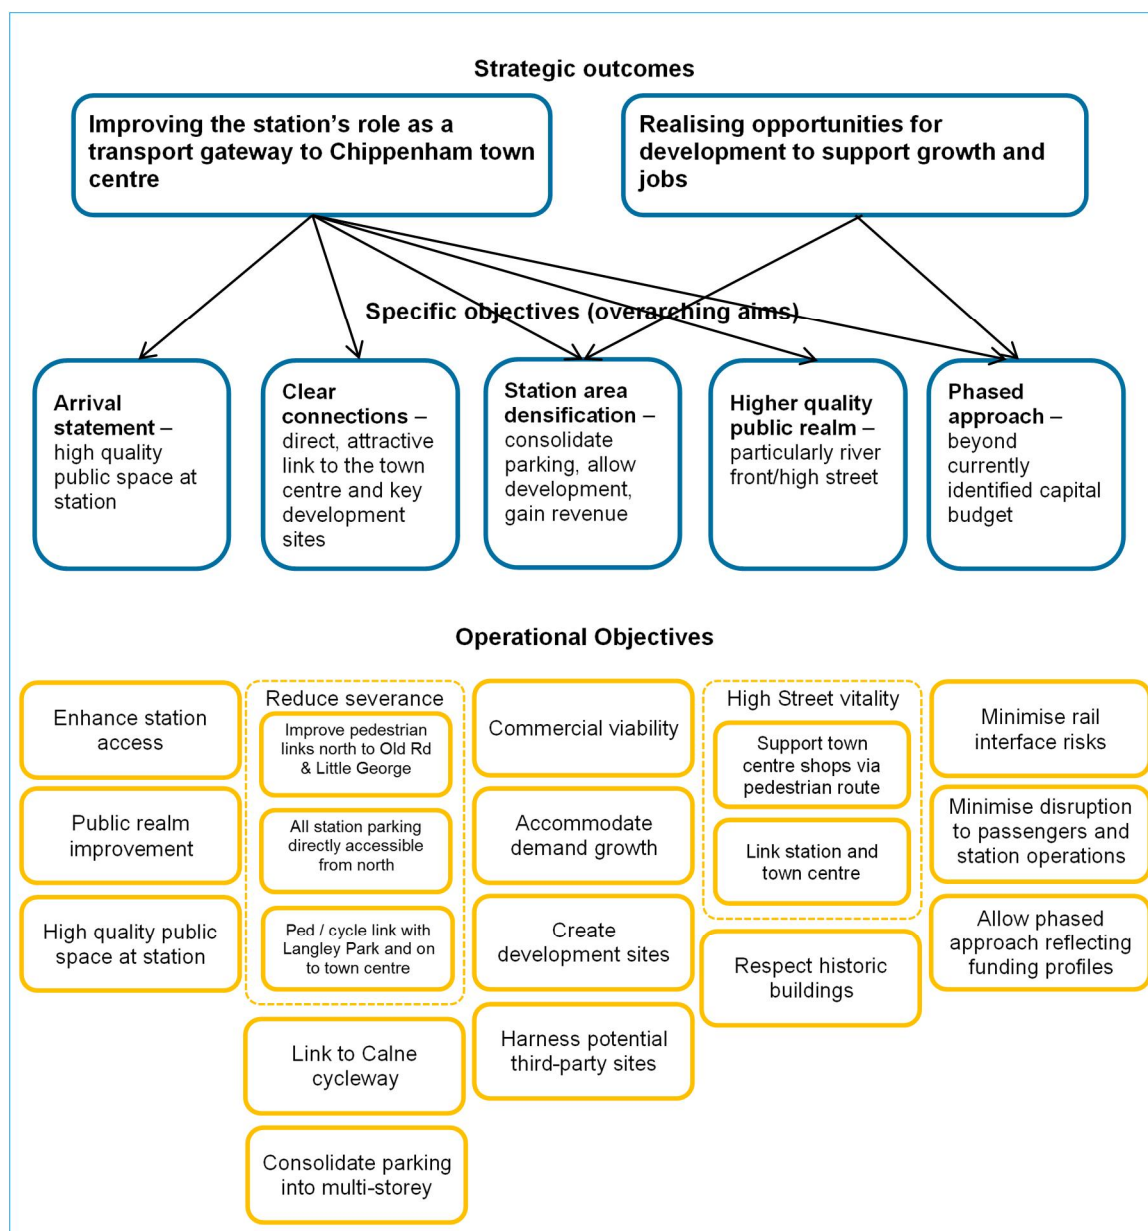 Strategic outcomes
Improving the station’s role as a
transport gateway to Chippenham town
centre
Realising opportunities for
development to support growth and
jobs
Specific objectives (overarching aims)
Arrival
statement –
high quality
public space at
station
Clear
connections –
direct, attractive
link to the town
centre and key
development
sites
Station area
densification –
consolidate
parking, allow
development,
gain revenue
Higher quality
public realm –
particularly river
front/high street
Phased
approach –
beyond
currently
identified capital
budget
Operational Objectives
Enhance station
access
Public realm
improvement
High quality public
space at station
Reduce severance
Improve pedestrian
links north to Old Rd
& Little George
All station parking
directly accessible
from north
Ped / cycle link with
Langley Park and on
to town centre
Link to Calne
cycleway
Consolidate parking
into multi-storey
Commercial viability
Accommodate
demand growth
Create
development sites
Harness potential
third-party sites
High Street vitality
Support town
centre shops via
pedestrian route
Link station and
town centre
Respect historic
buildings
Minimise rail
interface risks
Minimise disruption
to passengers and
station operations
Allow phased
approach reflecting
funding profiles